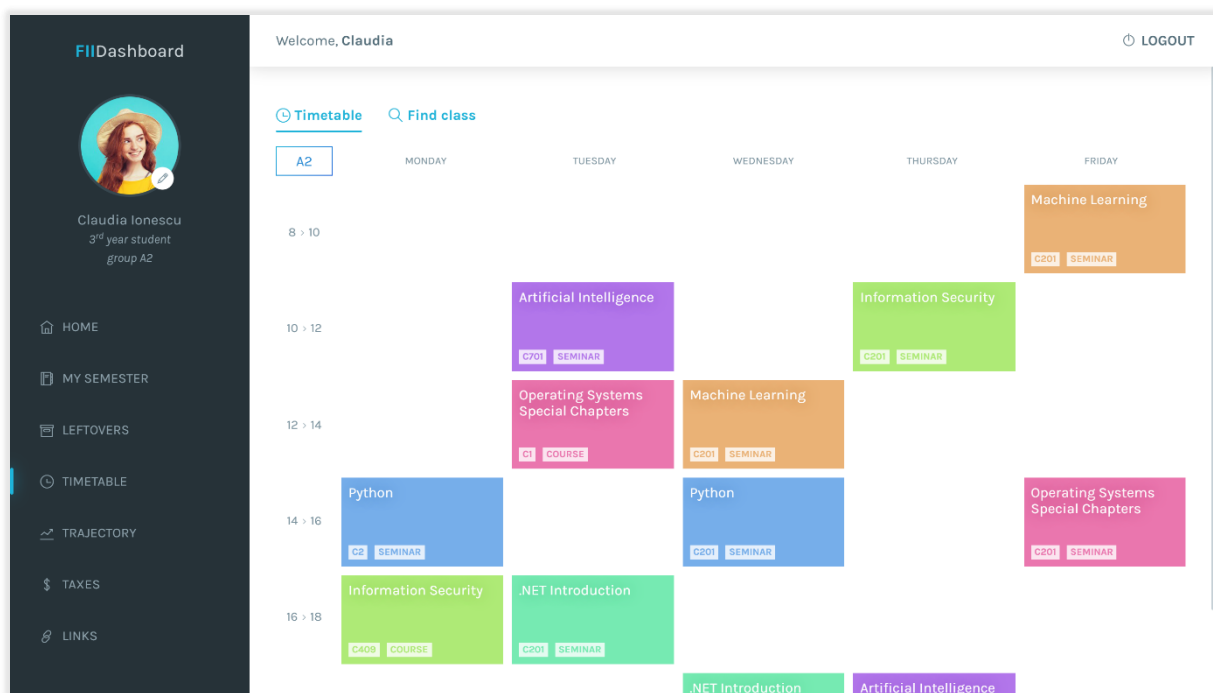 FIIDashboard
Claudia Ionescu
3rd year student
group A2
HOME
MY SEMESTER
LEFTOVERS
TIMETABLE
TRAJECTORY
$ TAXES
LINKS
Welcome, Claudia
LOGOUT
Timetable Find class
A2 MONDAY TUESDAY WEDNESDAY THURSDAY FRIDAY
8 > 10
Machine Learning
C201 SEMINAR
10 > 12
Artificial Intelligence
C701 SEMINAR
Information Security
C201 SEMINAR
12 > 14
Operating Systems
Special Chapters
C1 COURSE
Machine Learning
C201 SEMINAR
14 > 16
Python
C2 SEMINAR
Python
C201 SEMINAR
Operating Systems
Special Chapters
C201 SEMINAR
16 > 18
Information Security
C409 COURSE
.NET Introduction
C201 SEMINAR
.NET Introduction
Artificial Intelligence